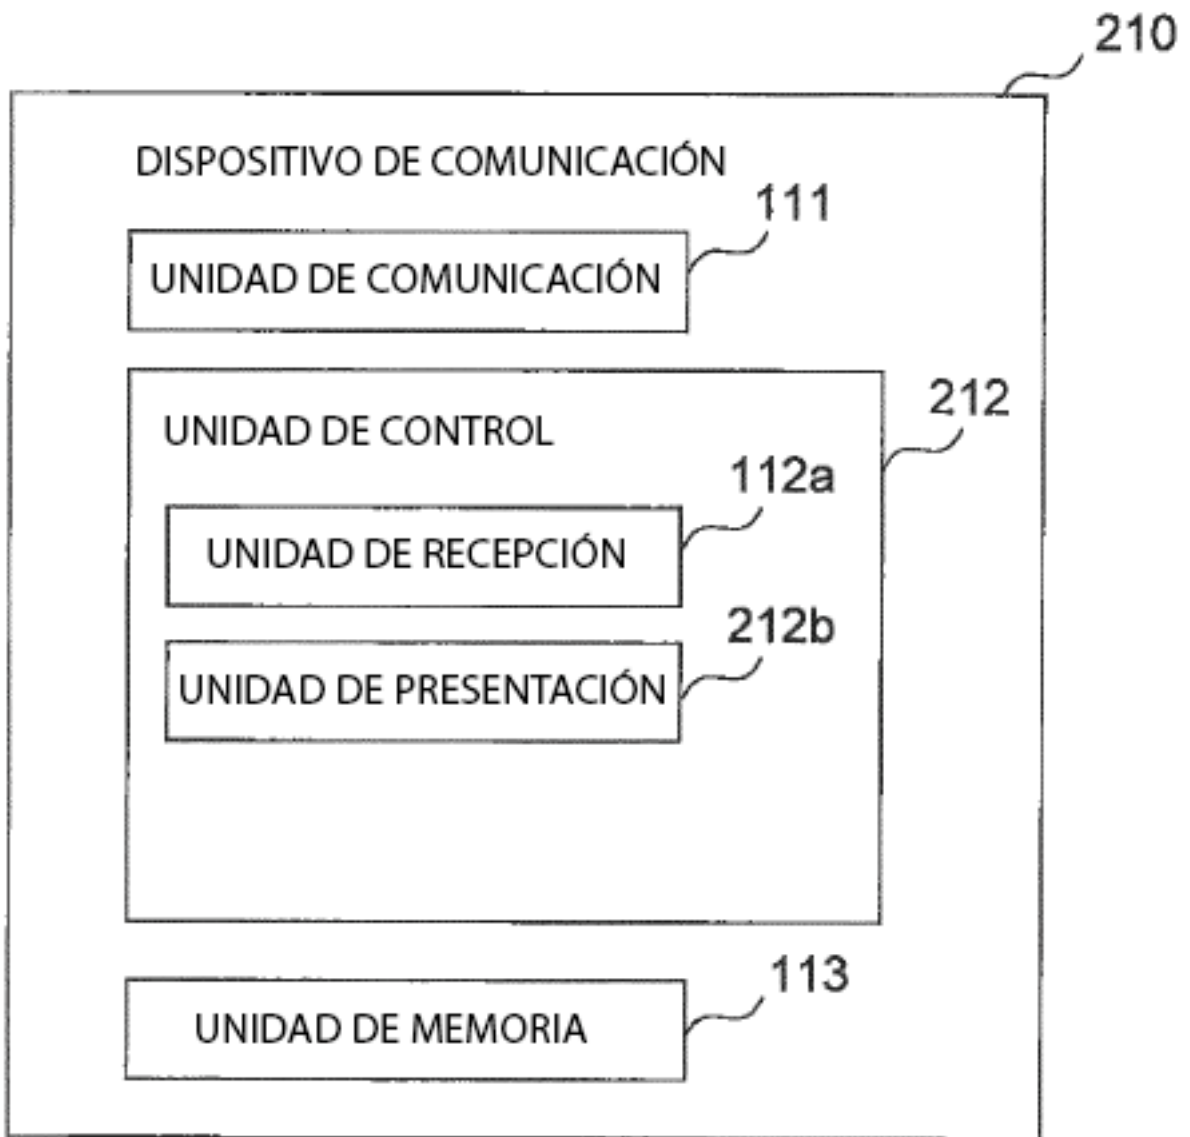 210
DISPOSITIVO DE COMUNICACIÓN
111
UNIDAD DE COMUNICACIÓN
212
UNIDAD DE CONTROL
112a
UNIDAD DE RECEPCIÓN
212b
UNIDAD DE PRESENTACIÓN
113
UNIDAD DE MEMORIA